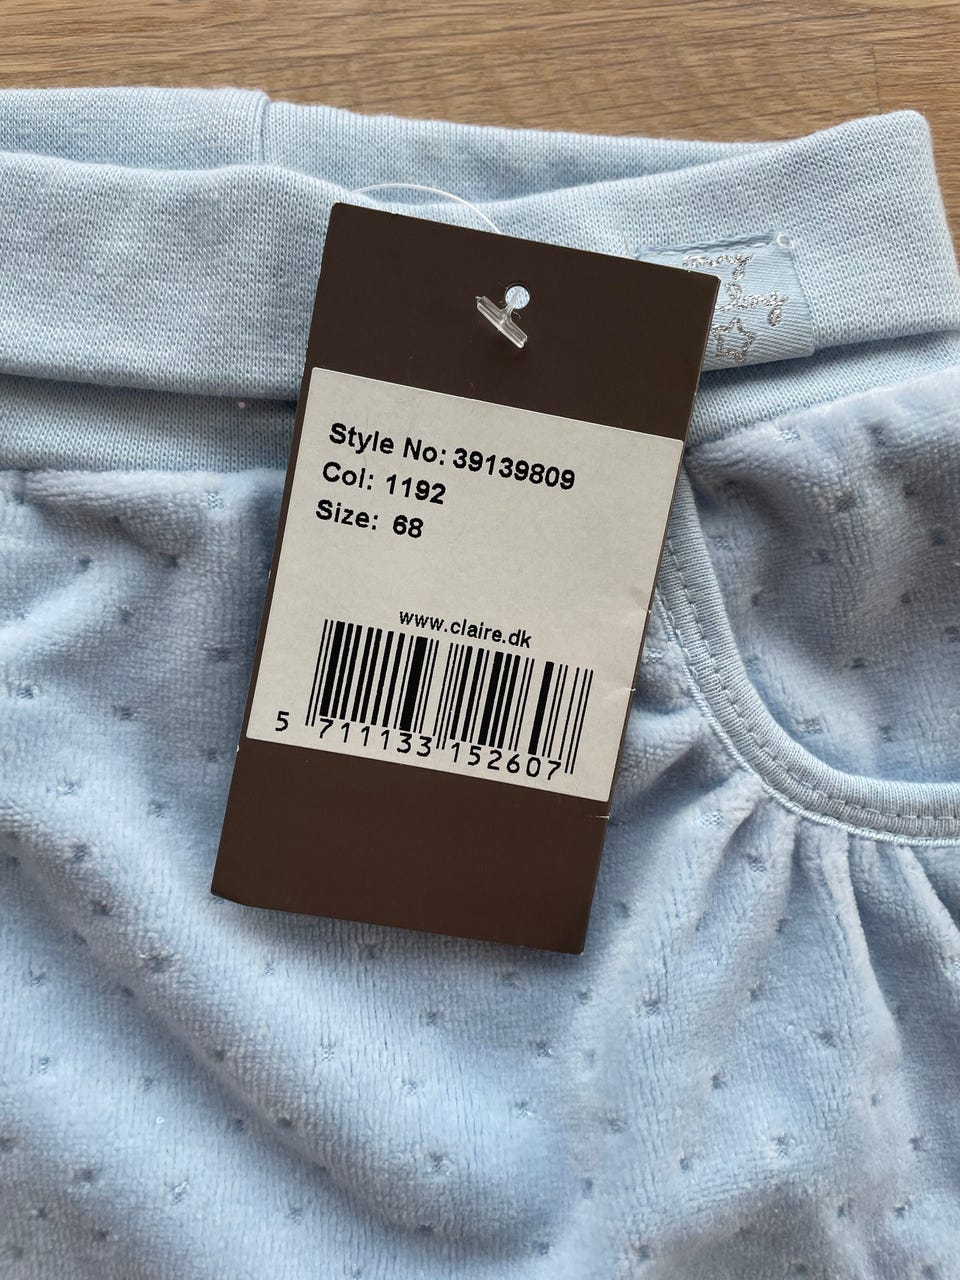 Style No: 39139809
Col: 1192
Size: 68
www.claire.dk
5 711133 152607